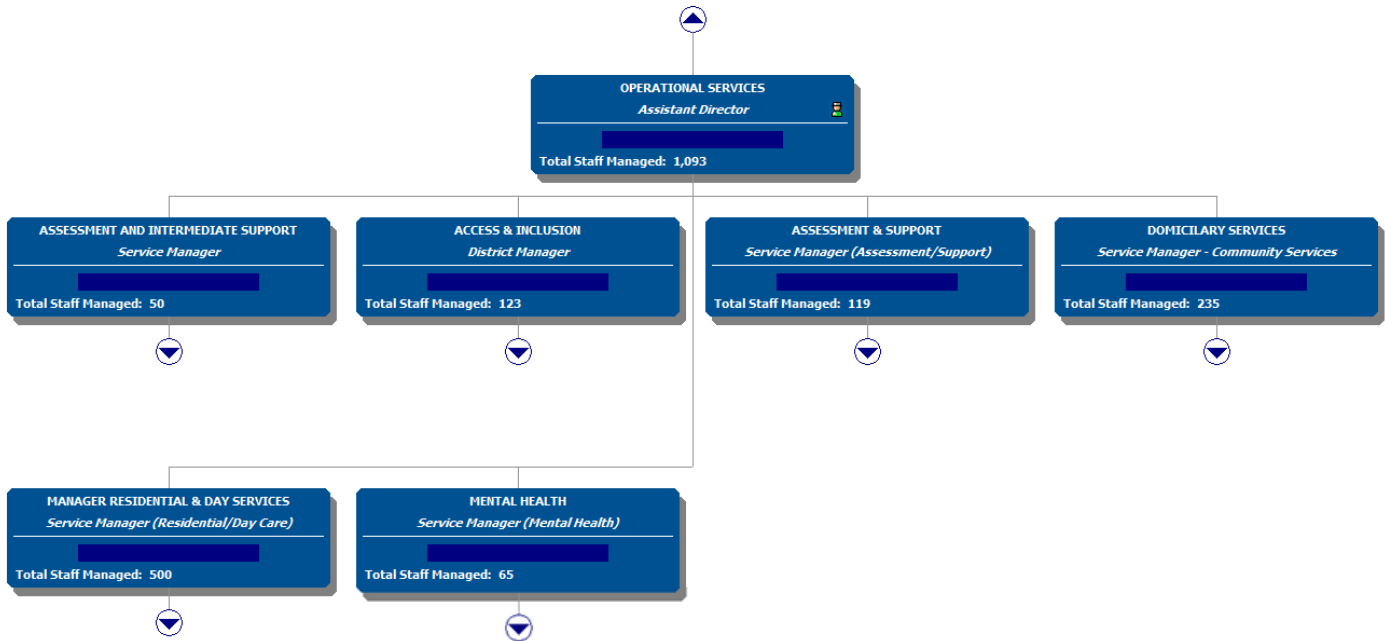 OPERATIONAL SERVICES
Assistant Director
Total Staff Managed: 1,093
ASSESSMENT AND INTERMEDIATE SUPPORT
Service Manager
Total Staff Managed: 50
ACCESS & INCLUSION
District Manager
Total Staff Managed: 123
ASSESSMENT & SUPPORT
Service Manager (Assessment/Support)
Total Staff Managed: 119
DOMICILARY SERVICES
Service Manager - Community Services
Total Staff Managed: 235
MANAGER RESIDENTIAL & DAY SERVICES
Service Manager (Residential/Day Care)
Total Staff Managed: 500
MENTAL HEALTH
Service Manager (Mental Health)
Total Staff Managed: 65